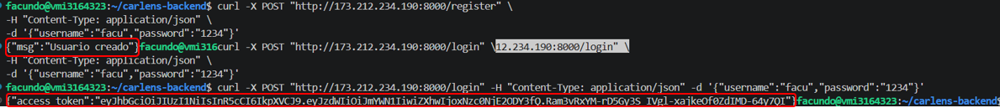 facundo@vmi3164323:~/carlens-backend$ curl -X POST "http://173.212.234.190:8000/register" \
-H "Content-Type: application/json" \
-d '{"username":"facu","password":"1234"}'
{"msg":"Usuario creado"}facundo@vmi316curl -X POST "http://173.212.234.190:8000/login" \12.234.190:8000/login" \
-H "Content-Type: application/json" \
-d '{"username":"facu","password":"1234"}'
facundo@vmi3164323:~/carlens-backend$ curl -X POST "http://173.212.234.190:8000/login" -H "Content-Type: application/json" -d '{"username":"facu","password":"1234"}'
{"access_token":"eyJhbGciOiJIUzI1NiIsInR5cCI6IkpXVCJ9.eyJzdWIiOiJmYWN1IiwiZXhwIjoxNzc0NjE2ODY3fQ.Ram3vRxYM-rD5Gy3S_IVgl-xajkeOf0ZdIMD-64y7QI"}facundo@vmi3164323:~/carlens-backend$